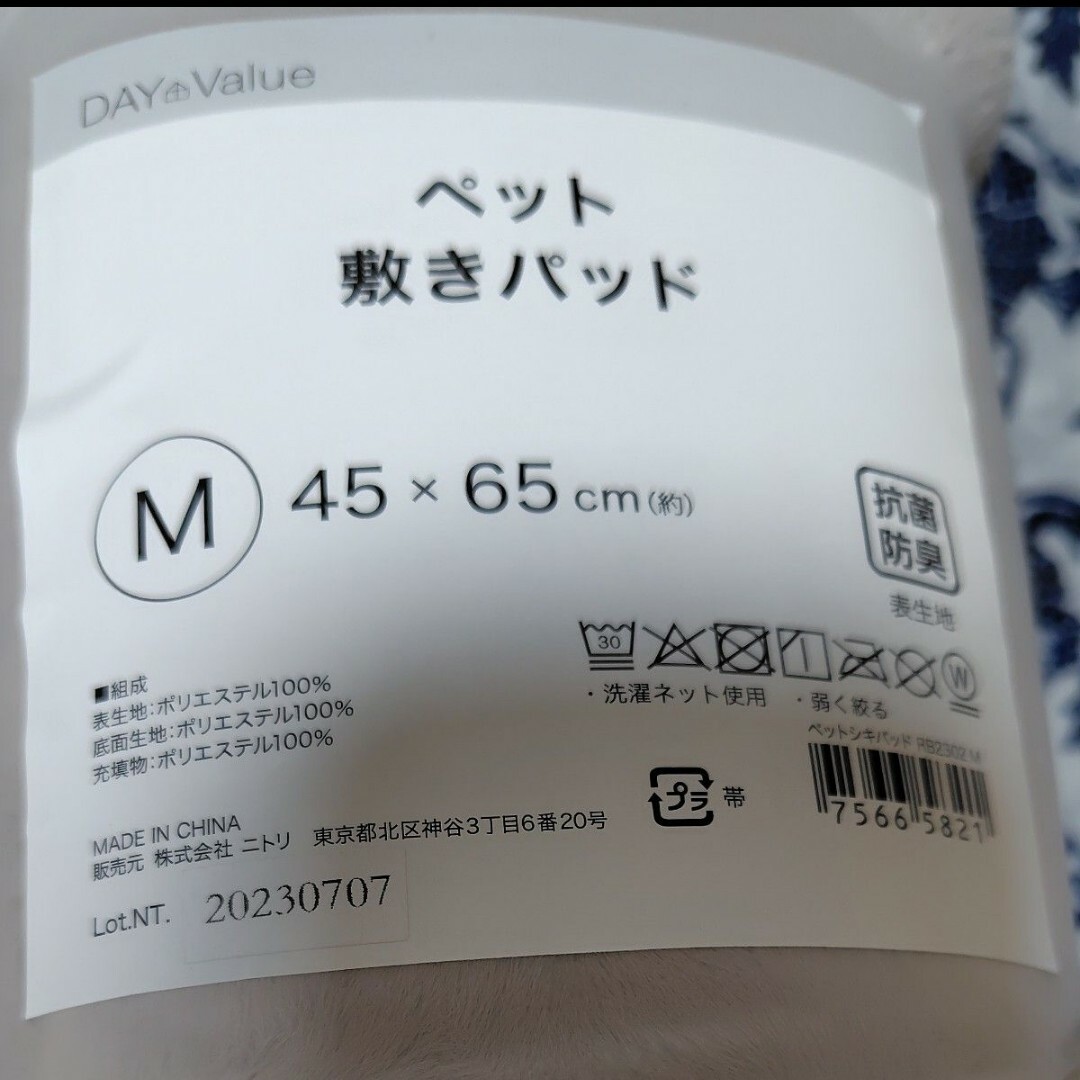 DAY Value
ペット
敷きパッド
M 45 × 65 cm (約)
抗菌
防臭
表生地
30 W
・洗濯ネット使用 ・弱く絞る
■組成
表生地:ポリエステル100%
底面生地:ポリエステル100%
充填物:ポリエステル100%
ペットシキパッド RB2302 M
7566 5821
プラ 帯
MADE IN CHINA
販売元 株式会社 ニトリ 東京都北区神谷3丁目6番20号
Lot.NT. 20230707